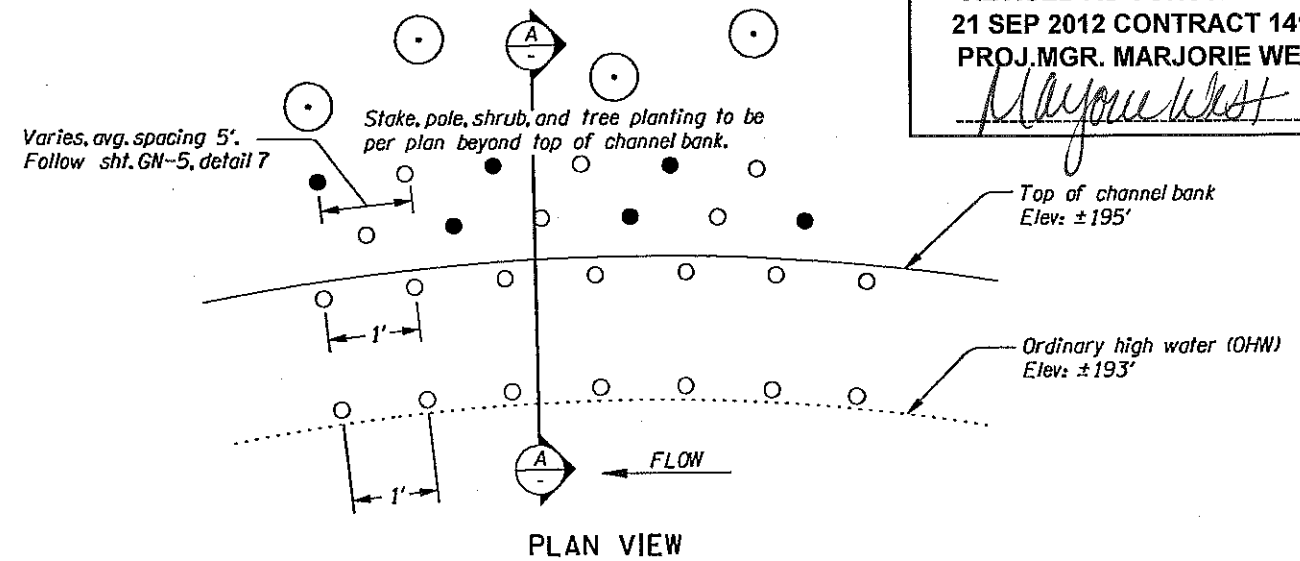 21 SEP 2012 CONTRACT 14
PROJ.MGR. MARJORIE WE
Marjorie West
A
-
Stake, pole, shrub, and tree planting to be
per plan beyond top of channel bank.
Varies, avg. spacing 5'.
Follow sht. GN-5, detail 7
Top of channel bank
Elev: ±195'
1'
Ordinary high water (OHW)
Elev: ±193'
1'
A
-
FLOW
PLAN VIEW